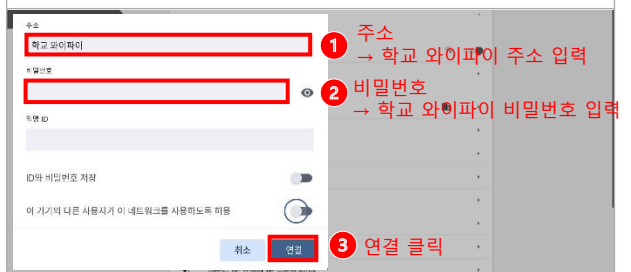 주소
학교 와이파이
비밀번호
익명 ID
ID와 비밀번호 저장
이 기기의 다른 사용자가 이 네트워크를 사용하도록 허용
취소
연결
1 주소
→ 학교 와이파이 주소 입력
2 비밀번호
→ 학교 와이파이 비밀번호 입력
3 연결 클릭